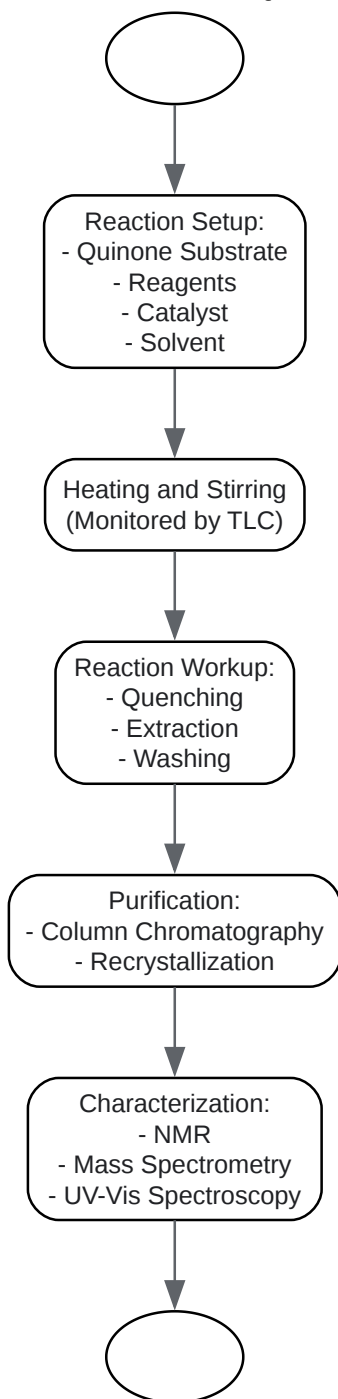 Reaction Setup:
- Quinone Substrate
- Reagents
- Catalyst
- Solvent
Heating and Stirring
(Monitored by TLC)
Reaction Workup:
- Quenching
- Extraction
- Washing
Purification:
- Column Chromatography
- Recrystallization
Characterization:
- NMR
- Mass Spectrometry
- UV-Vis Spectroscopy